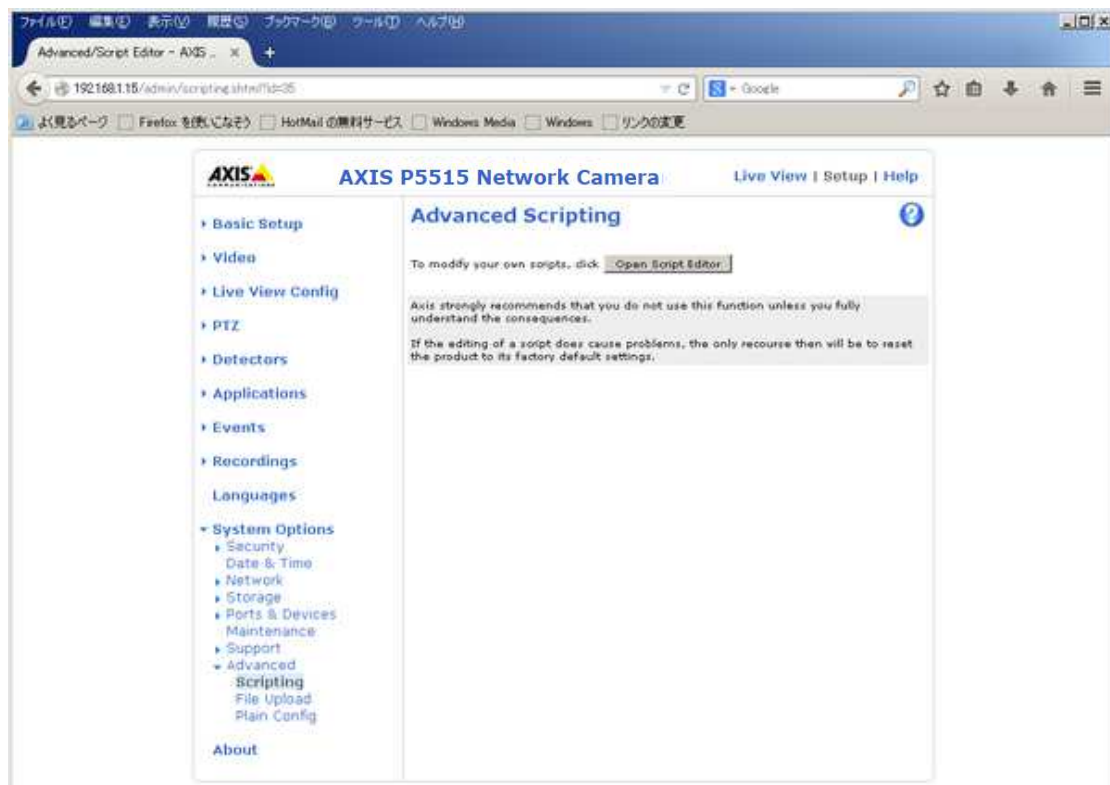 ファイル(F) 編集(E) 表示(V) 履歴(S) ブックマーク(B) ツール(T) ヘルプ(H)
Advanced/Script Editor - AXIS ... × +
192.168.1.15/admin/scripting.shtml?id=35
Google
よく見るページ Firefox を使いこなそう HotMail の無料サービス Windows Media Windows リンクの変更
AXIS
COMMUNICATIONS
AXIS P5515 Network Camera
Live View | Setup | Help
Basic Setup
Video
Live View Config
PTZ
Detectors
Applications
Events
Recordings
Languages
System Options
Security
Date & Time
Network
Storage
Ports & Devices
Maintenance
Support
Advanced
Scripting
File Upload
Plain Config
About
Advanced Scripting
?
To modify your own scripts, click Open Script Editor
Axis strongly recommends that you do not use this function unless you fully
understand the consequences.
If the editing of a script does cause problems, the only recourse then will be to reset
the product to its factory default settings.